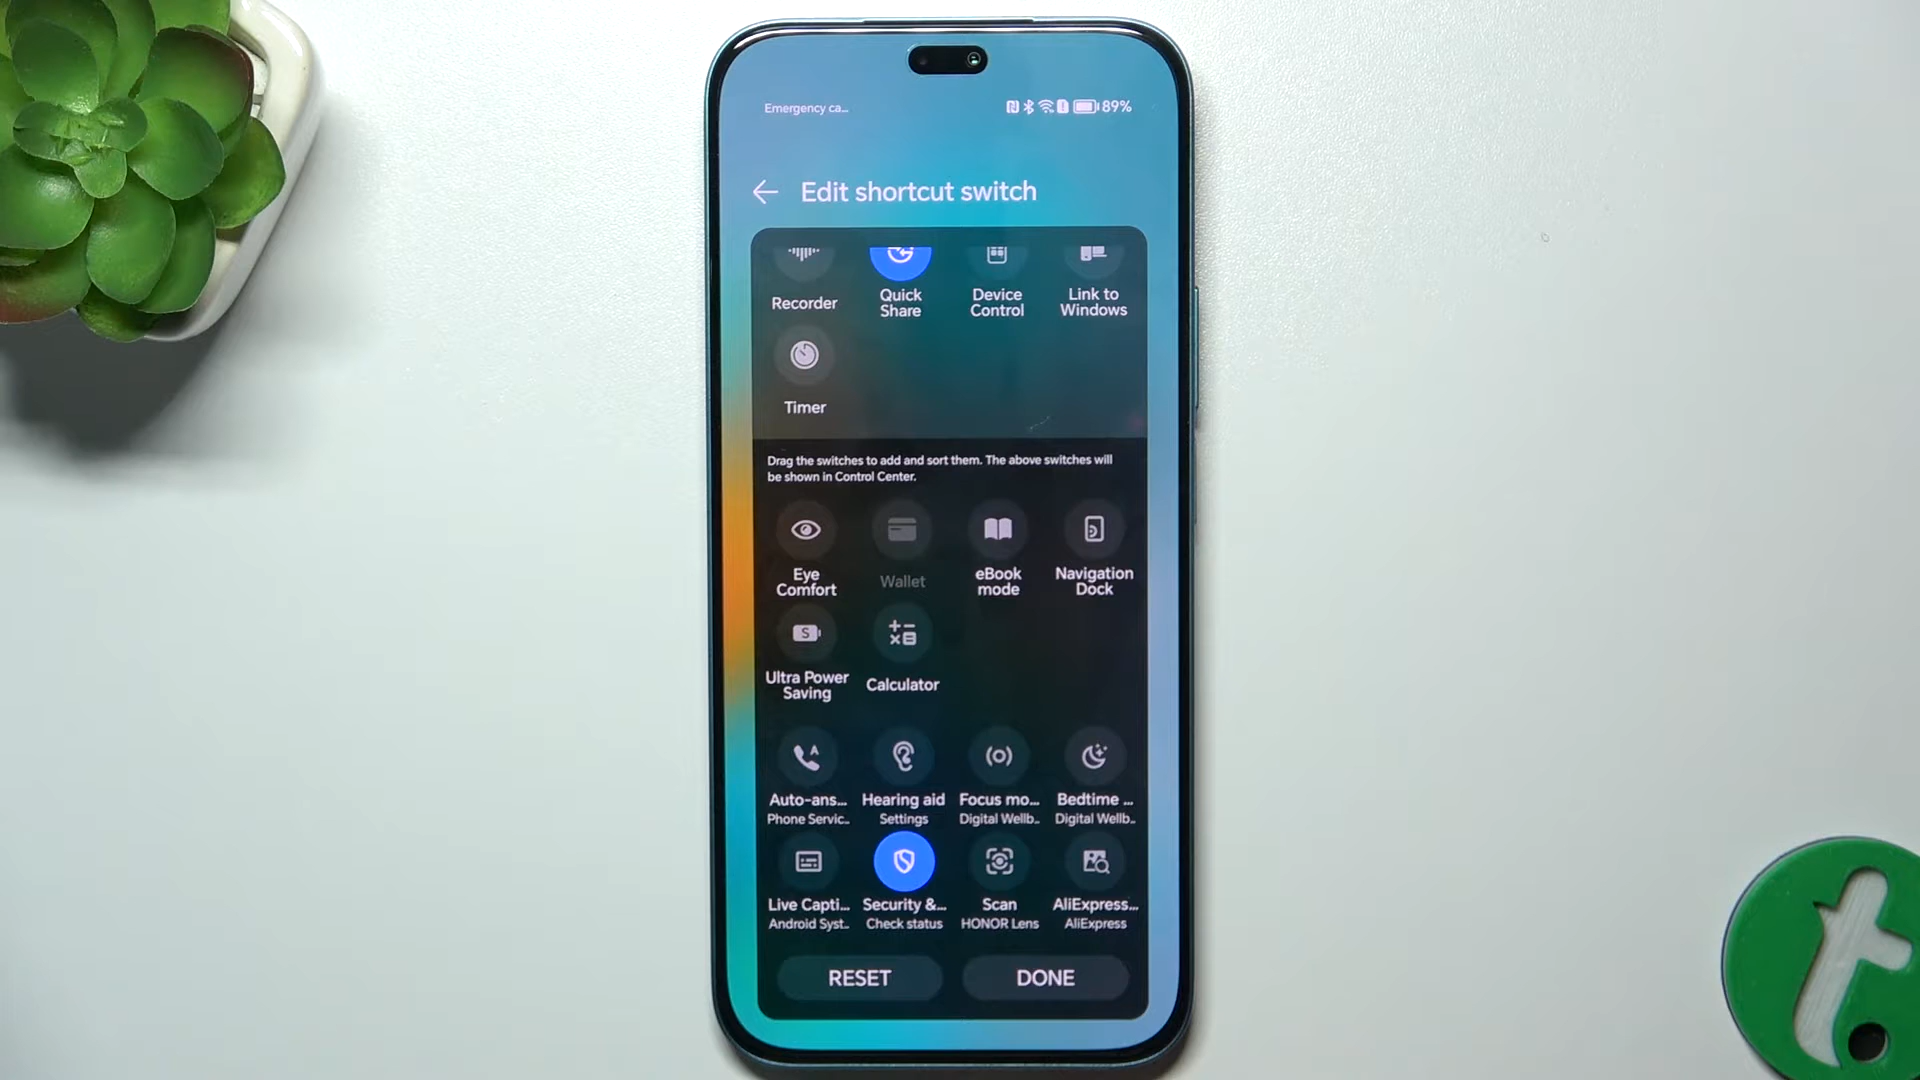 Emergency ca...
89%
Edit shortcut switch
Recorder
Quick
Share
Device
Control
Link to
Windows
Timer
Drag the switches to add and sort them. The above switches will
be shown in Control Center.
Eye
Comfort
Wallet
eBook
mode
Navigation
Dock
S
Ultra Power
Saving
Calculator
A
Auto-ans...
Phone Servic..
Hearing aid
Settings
Focus mo...
Digital Wellb..
Bedtime ...
Digital Wellb..
Live Capti...
Android Syst..
Security &...
Check status
Scan
HONOR Lens
AliExpress...
AliExpress
RESET
DONE
t